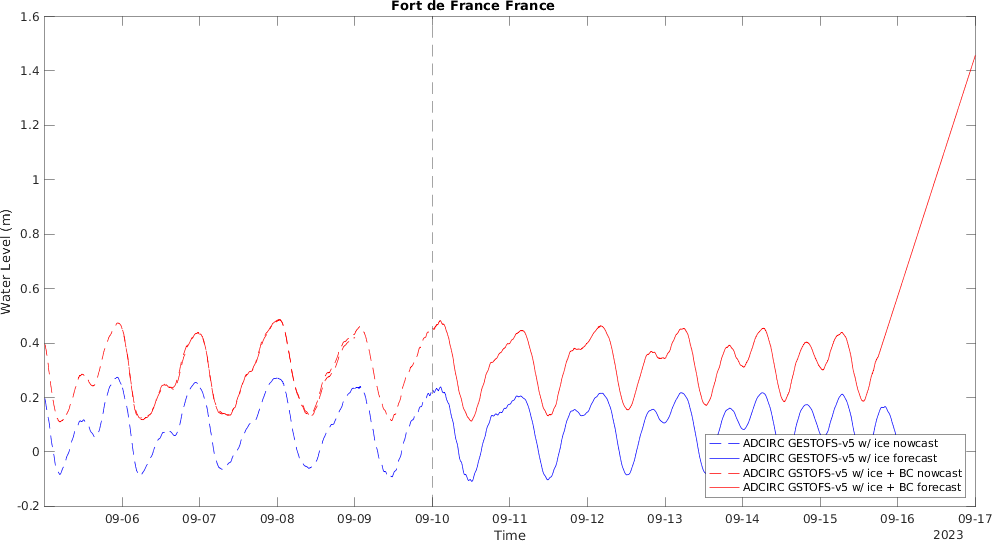 Fort de France France
1.6
1.4
1.2
1
0.8
0.6
0.4
0.2
0
-0.2
Water Level (m)
ADCIRC GESTOFS-v5 w/ ice nowcast
ADCIRC GESTOFS-v5 w/ ice forecast
ADCIRC GSTOFS-v5 w/ ice + BC nowcast
ADCIRC GSTOFS-v5 w/ ice + BC forecast
09-06 09-07 09-08 09-09 09-10 09-11 09-12 09-13 09-14 09-15 09-16 09-17
Time
2023